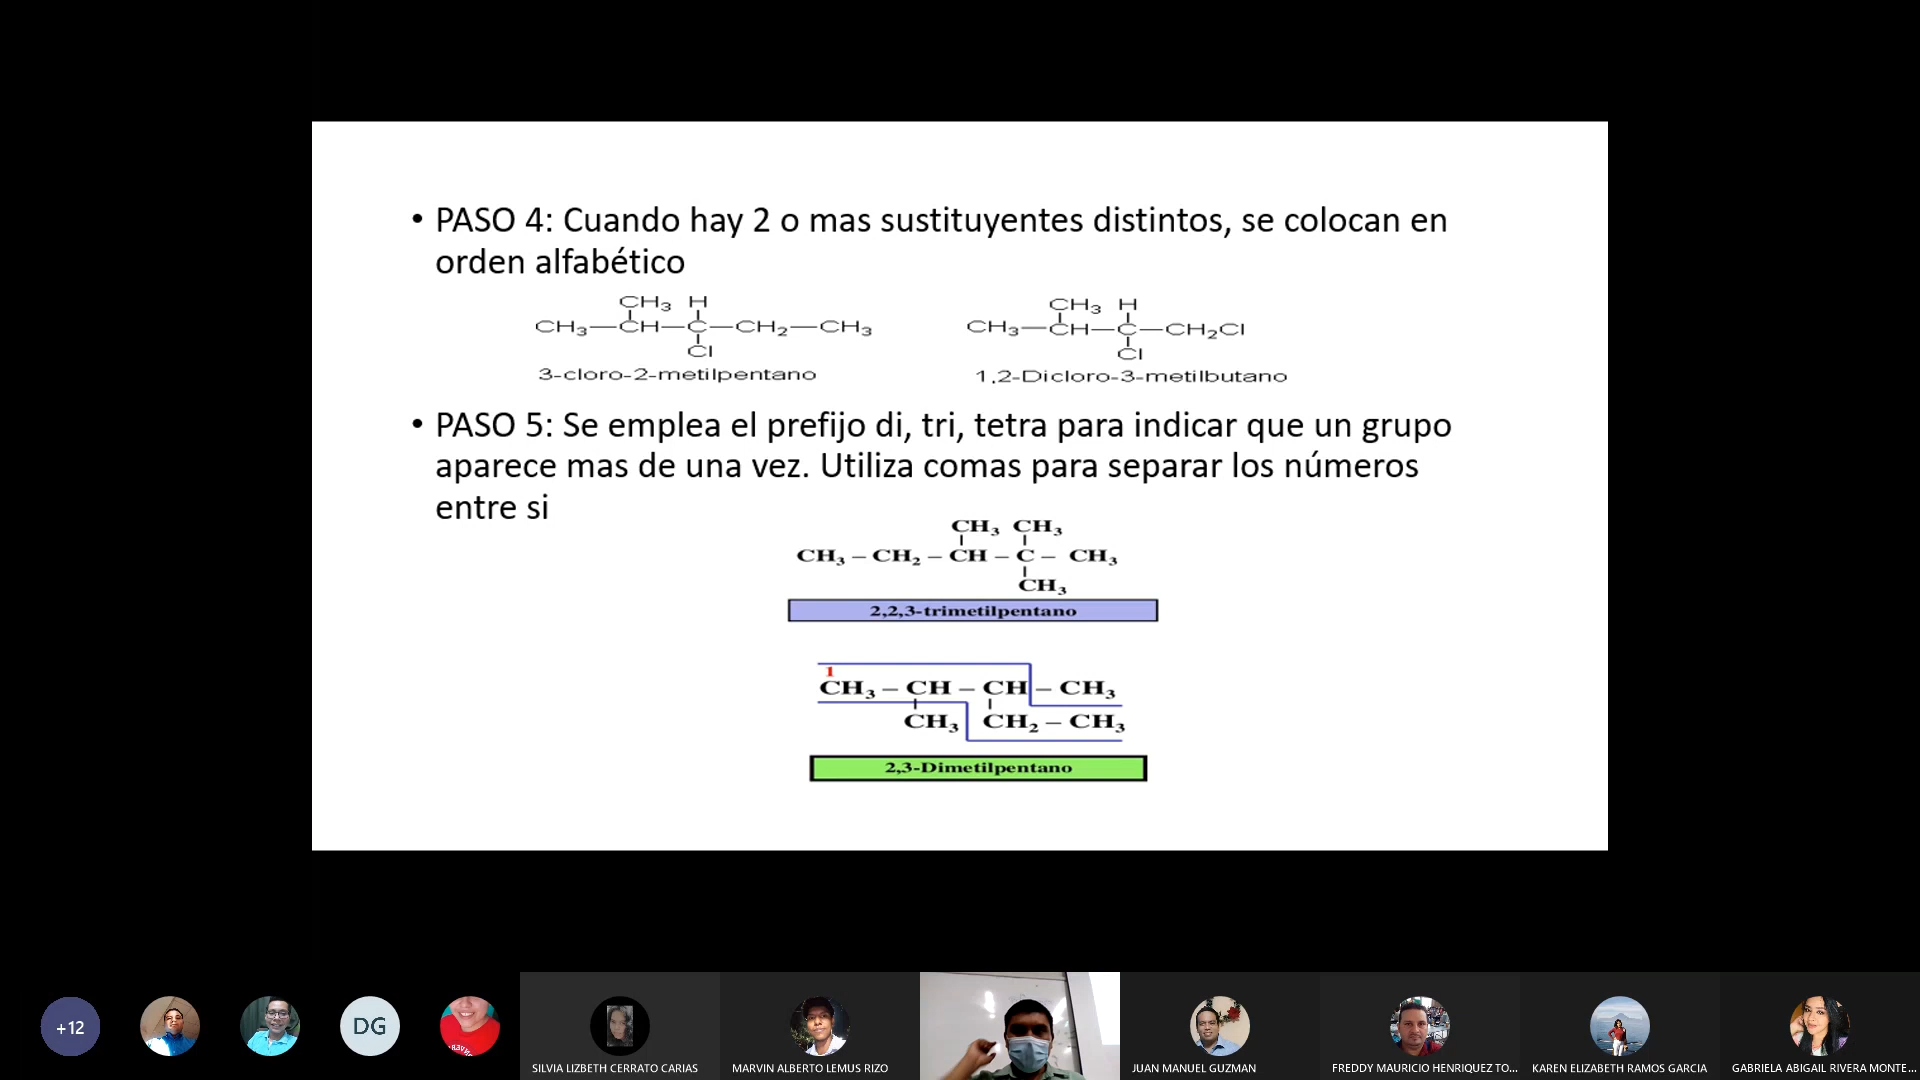 • PASO 4: Cuando hay 2 o mas sustituyentes distintos, se colocan en
orden alfabético
CH3 H
CH3—CH—C—CH2—CH3
Cl
3-cloro-2-metilpentano
CH3 H
CH3—CH—C—CH2Cl
Cl
1,2-Dicloro-3-metilbutano
• PASO 5: Se emplea el prefijo di, tri, tetra para indicar que un grupo
aparece mas de una vez. Utiliza comas para separar los números
entre si
CH3 CH3
CH3 – CH2 – CH – C – CH3
CH3
2,2,3-trimetilpentano
1
CH3 – CH – CH – CH3
CH3 CH2 – CH3
2,3-Dimetilpentano
+12
DG
SILVIA LIZBETH CERRATO CARIAS
MARVIN ALBERTO LEMUS RIZO
JUAN MANUEL GUZMAN
FREDDY MAURICIO HENRIQUEZ TO...
KAREN ELIZABETH RAMOS GARCIA
GABRIELA ABIGAIL RIVERA MONTE...